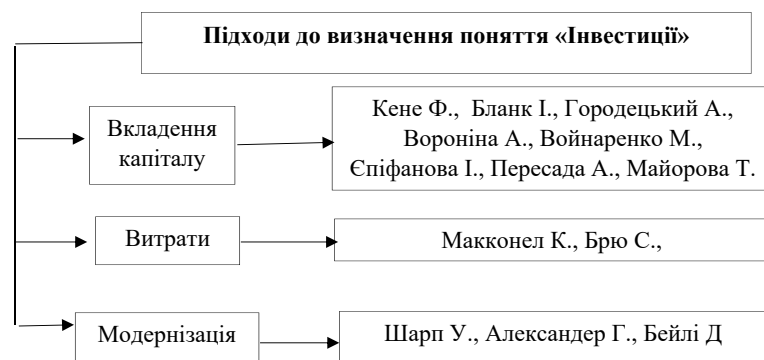 Підходи до визначення поняття «Інвестиції»
Вкладення
капіталу
Кене Ф., Бланк І., Городецький А.,
Вороніна А., Войнаренко М.,
Єпіфанова І., Пересада А., Майорова Т.
Витрати
Макконел К., Брю С.,
Модернізація
Шарп У., Александер Г., Бейлі Д